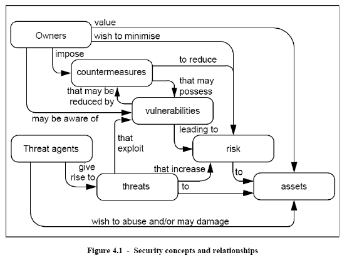 value
Owners
wish to minimise
impose
to reduce
countermeasures
that may
possess
that may be
reduced by
vulnerabilities
may be aware of
leading to
that
exploit
Threat agents
risk
give
rise to
that increase
to
threats
to
assets
wish to abuse and/or may damage
Figure 4.1 - Security concepts and relationships